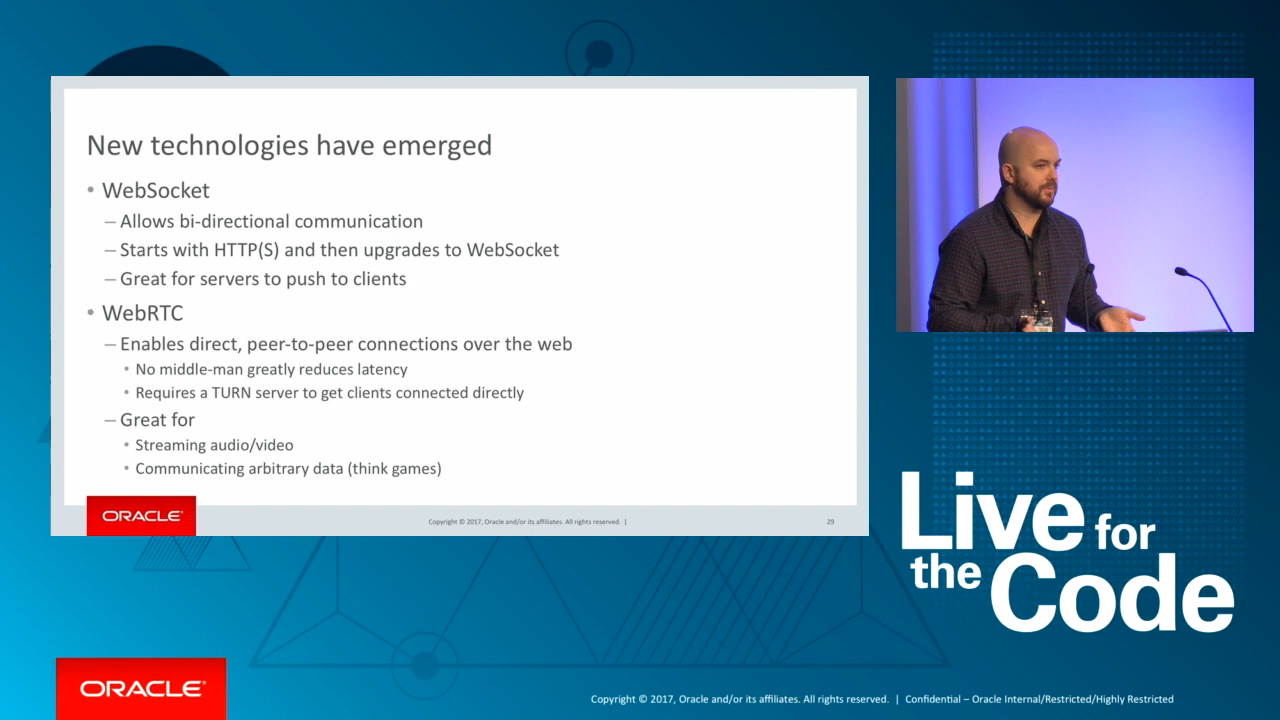 New technologies have emerged
• WebSocket
– Allows bi-directional communication
– Starts with HTTP(S) and then upgrades to WebSocket
– Great for servers to push to clients
• WebRTC
– Enables direct, peer-to-peer connections over the web
• No middle-man greatly reduces latency
• Requires a TURN server to get clients connected directly
– Great for
• Streaming audio/video
• Communicating arbitrary data (think games)
ORACLE®
Copyright © 2017, Oracle and/or its affiliates. All rights reserved. |
29
Live for
the Code
ORACLE®
Copyright © 2017, Oracle and/or its affiliates. All rights reserved. | Confidential – Oracle Internal/Restricted/Highly Restricted